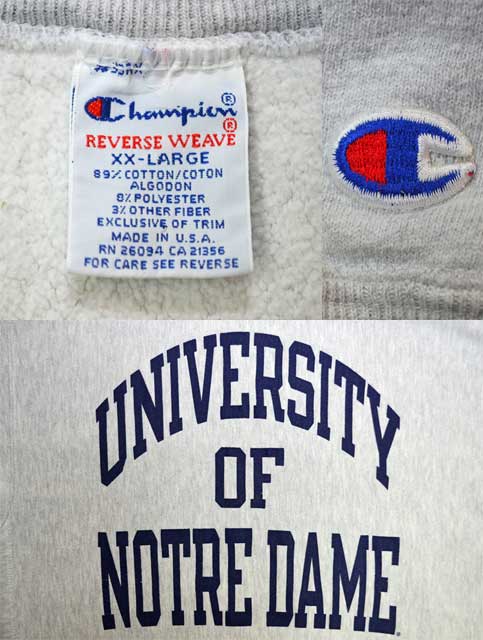 Champion®
REVERSE WEAVE®
XX-LARGE
89% COTTON/COTON
ALGODON
8% POLYESTER
3% OTHER FIBER
EXCLUSIVE OF TRIM
MADE IN U.S.A.
RN 26094 CA 21356
FOR CARE SEE REVERSE
UNIVERSITY
OF
NOTRE DAME